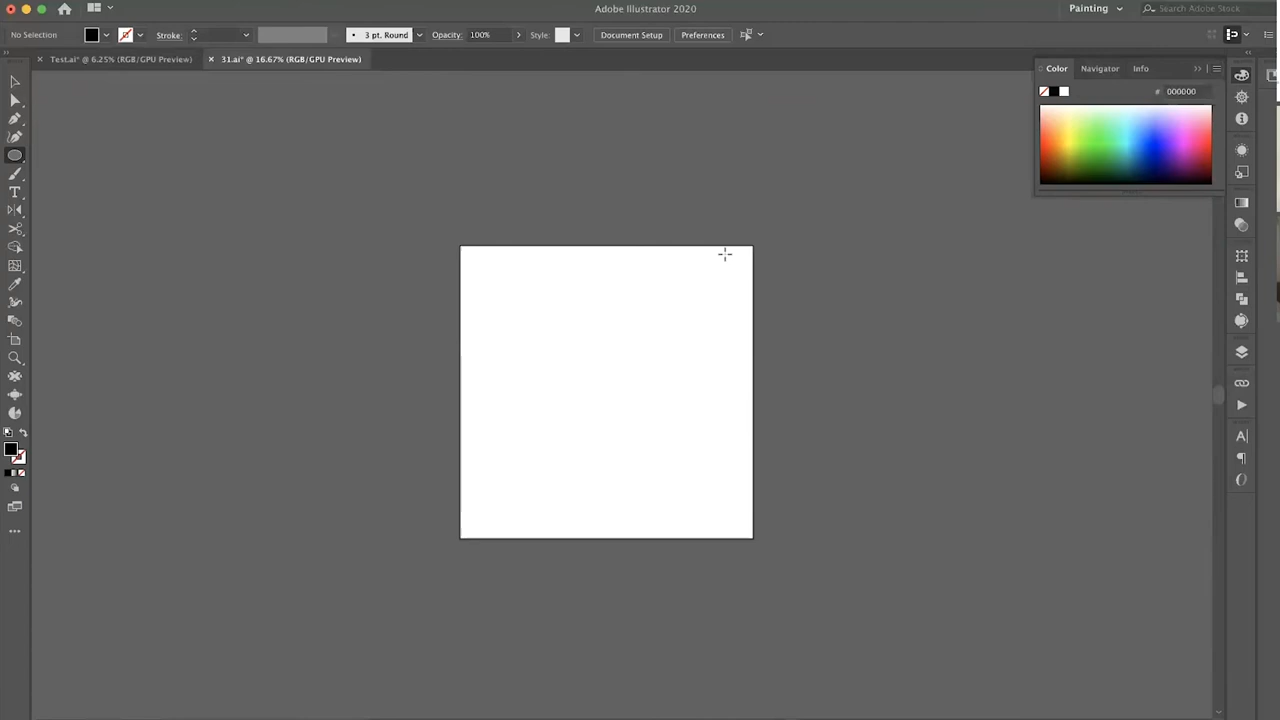 Adobe Illustrator 2020
Painting
Search Adobe Stock
No Selection
Stroke:
3 pt. Round
Opacity: 100%
Style:
Document Setup
Preferences
Test.ai* @ 6.25% (RGB/GPU Preview)
31.ai* @ 16.67% (RGB/GPU Preview)
Color
Navigator
Info
# 000000